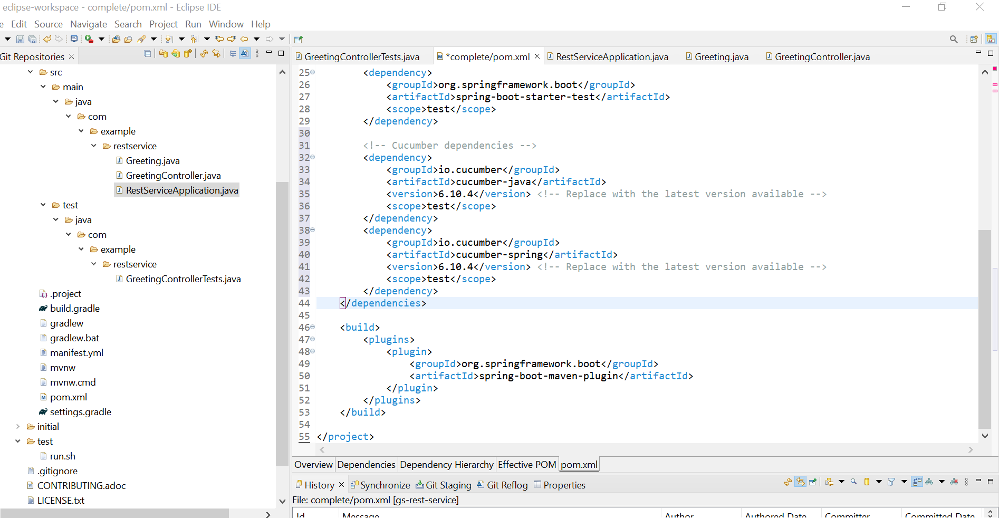 eclipse-workspace - complete/pom.xml - Eclipse IDE
e Edit Source Navigate Search Project Run Window Help
Git Repositories
src
main
java
com
example
restservice
Greeting.java
GreetingController.java
RestServiceApplication.java
test
java
com
example
restservice
GreetingControllerTests.java
.project
build.gradle
gradlew
gradlew.bat
manifest.yml
mvnw
mvnw.cmd
pom.xml
settings.gradle
initial
test
run.sh
.gitignore
CONTRIBUTING.adoc
LICENSE.txt
GreetingControllerTests.java *complete/pom.xml RestServiceApplication.java Greeting.java GreetingController.java
25 <dependency>
26 <groupId>org.springframework.boot</groupId>
27 <artifactId>spring-boot-starter-test</artifactId>
28 <scope>test</scope>
29 </dependency>
30
31 <!-- Cucumber dependencies -->
32 <dependency>
33 <groupId>io.cucumber</groupId>
34 <artifactId>cucumber-java</artifactId>
35 <version>6.10.4</version> <!-- Replace with the latest version available -->
36 <scope>test</scope>
37 </dependency>
38 <dependency>
39 <groupId>io.cucumber</groupId>
40 <artifactId>cucumber-spring</artifactId>
41 <version>6.10.4</version> <!-- Replace with the latest version available -->
42 <scope>test</scope>
43 </dependency>
44 </dependencies>
45
46 <build>
47 <plugins>
48 <plugin>
49 <groupId>org.springframework.boot</groupId>
50 <artifactId>spring-boot-maven-plugin</artifactId>
51 </plugin>
52 </plugins>
53 </build>
54
55 </project>
Overview Dependencies Dependency Hierarchy Effective POM pom.xml
History Synchronize Git Staging Git Reflog Properties
File: complete/pom.xml [gs-rest-service]
Id Message Author Authored Date Committer Committed Date